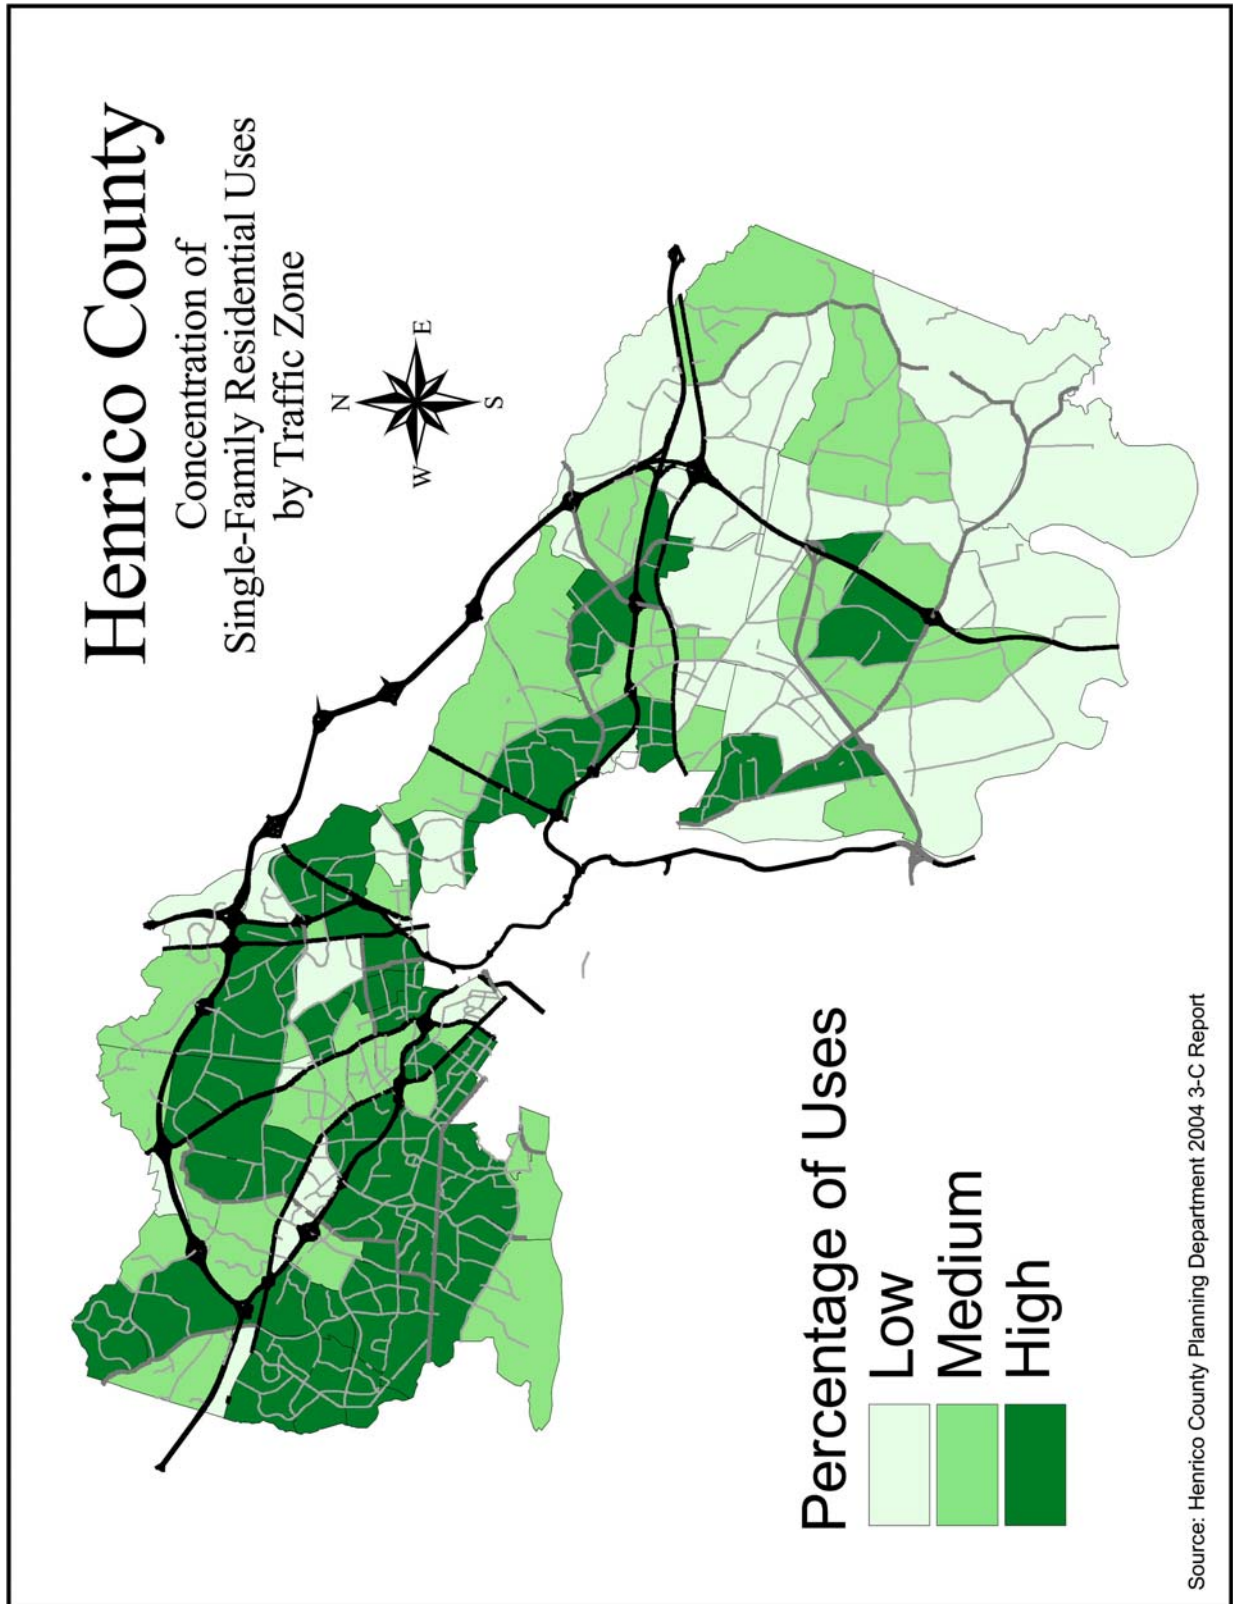 Henrico County
Concentration of
Single-Family Residential Uses
by Traffic Zone
N
W
E
S
Percentage of Uses
Low
Medium
High
Source: Henrico County Planning Department 2004 3-C Report